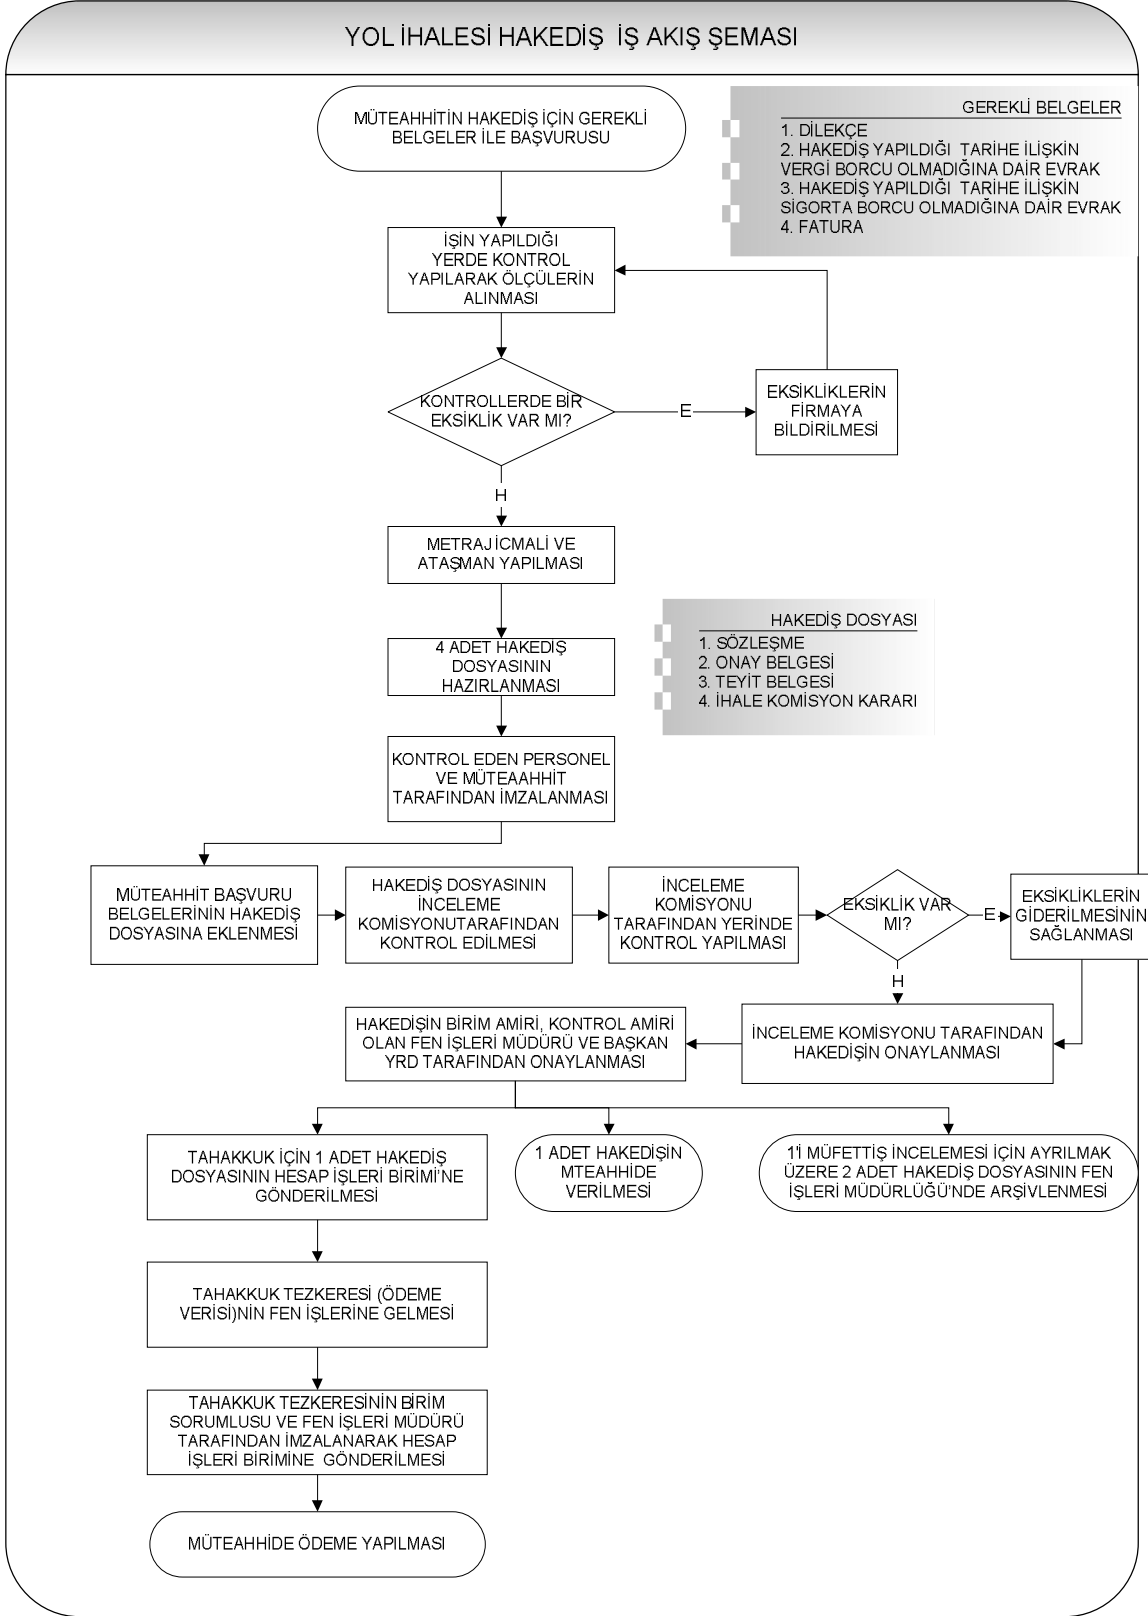 YOL İHALESİ HAKEDİŞ İŞ AKIŞ ŞEMASI
MÜTEAHHİTİN HAKEDİŞ İÇİN GEREKLİ
BELGELER İLE BAŞVURUSU
GEREKLİ BELGELER
1. DİLEKÇE
2. HAKEDİŞ YAPILDIĞI TARİHE İLİŞKİN
VERGİ BORCU OLMADIĞINA DAİR EVRAK
3. HAKEDİŞ YAPILDIĞI TARİHE İLİŞKİN
SİGORTA BORCU OLMADIĞINA DAİR EVRAK
4. FATURA
İŞİN YAPILDIĞI
YERDE KONTROL
YAPILARAK ÖLÇÜLERİN
ALINMASI
KONTROLLERDE BİR
EKSİKLİK VAR MI?
E
EKSİKLİKLERİN
FİRMAYA
BİLDİRİLMESİ
H
METRAJ İCMALİ VE
ATAŞMAN YAPILMASI
4 ADET HAKEDİŞ
DOSYASININ
HAZIRLANMASI
HAKEDİŞ DOSYASI
1. SÖZLEŞME
2. ONAY BELGESİ
3. TEYİT BELGESİ
4. İHALE KOMİSYON KARARI
KONTROL EDEN PERSONEL
VE MÜTEAAHHİT
TARAFINDAN İMZALANMASI
MÜTEAHHİT BAŞVURU
BELGELERİNİN HAKEDİŞ
DOSYASINA EKLENMESİ
HAKEDİŞ DOSYASININ
İNCELEME
KOMİSYONUTARAFINDAN
KONTROL EDİLMESİ
İNCELEME
KOMİSYONU
TARAFINDAN YERİNDE
KONTROL YAPILMASI
EKSİKLİK VAR
MI?
E
EKSİKLİKLERİN
GİDERİLMESİNİN
SAĞLANMASI
H
İNCELEME KOMİSYONU TARAFINDAN
HAKEDİŞİN ONAYLANMASI
HAKEDİŞİN BİRİM AMİRİ, KONTROL AMİRİ
OLAN FEN İŞLERİ MÜDÜRÜ VE BAŞKAN
YRD TARAFINDAN ONAYLANMASI
TAHAKKUK İÇİN 1 ADET HAKEDİŞ
DOSYASININ HESAP İŞLERİ BİRİMİ'NE
GÖNDERİLMESİ
1 ADET HAKEDİŞİN
MTEAHHİDE
VERİLMESİ
1'İ MÜFETTİŞ İNCELEMESİ İÇİN AYRILMAK
ÜZERE 2 ADET HAKEDİŞ DOSYASININ FEN
İŞLERİ MÜDÜRLÜĞÜ'NDE ARŞİVLENMESİ
TAHAKKUK TEZKERESİ (ÖDEME
VERİSİ)NİN FEN İŞLERİNE GELMESİ
TAHAKKUK TEZKERESİNİN BİRİM
SORUMLUSU VE FEN İŞLERİ MÜDÜRÜ
TARAFINDAN İMZALANARAK HESAP
İŞLERİ BİRİMİNE GÖNDERİLMESİ
MÜTEAHHİDE ÖDEME YAPILMASI